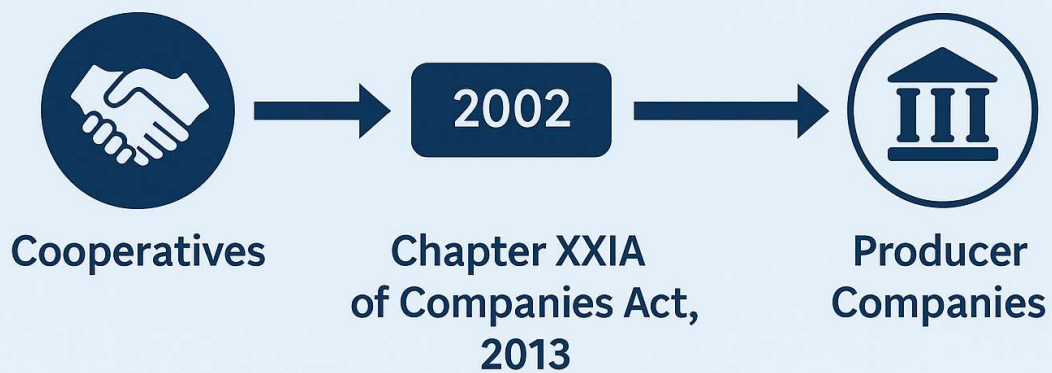 2002
Cooperatives
Chapter XXIA
of Companies Act,
2013
Producer
Companies